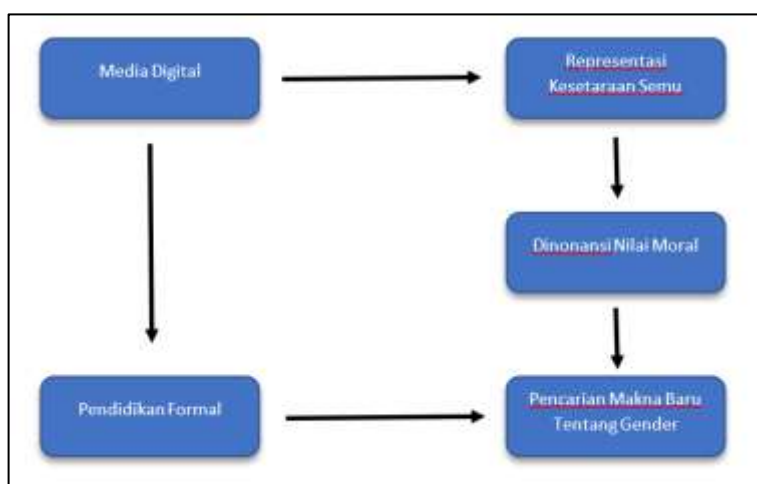 Media Digital
Representasi
Kesetaraan Semu
Dinonansi Nilai Moral
Pendidikan Formal
Pencarian Makna Baru
Tentang Gender